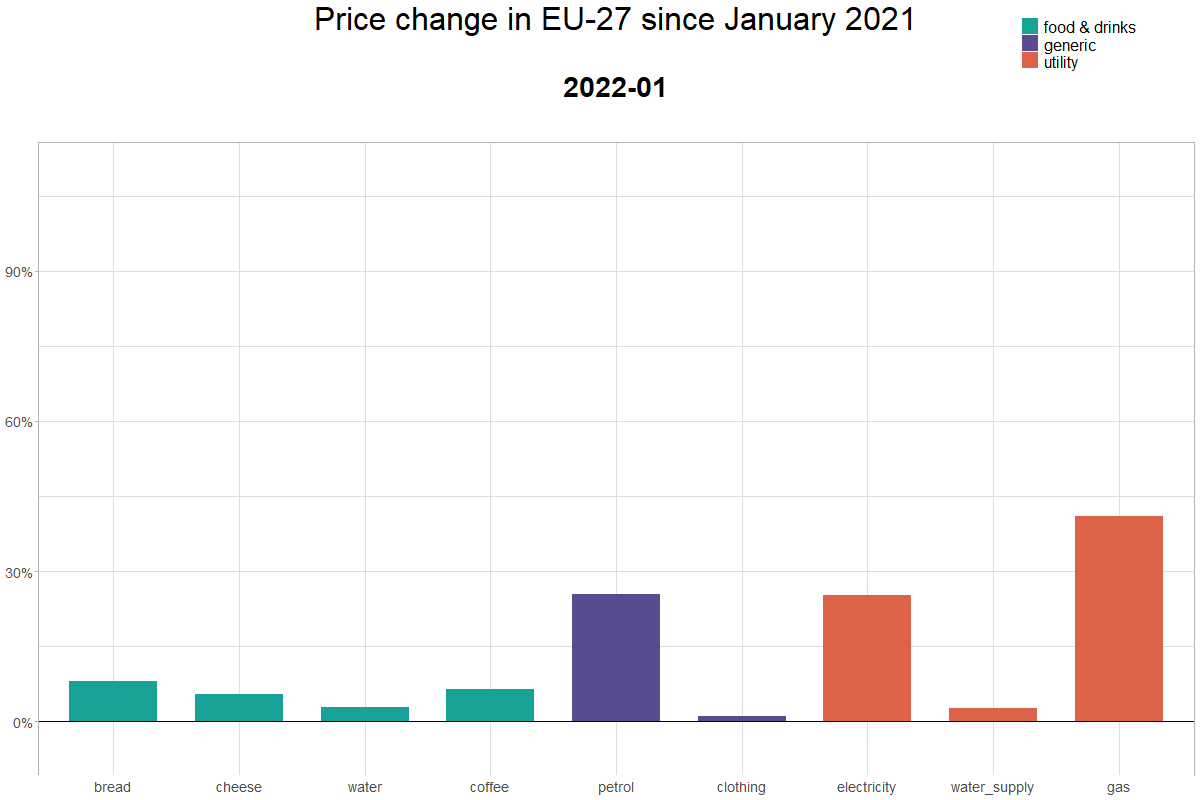 Price change in EU-27 since January 2021
food & drinks
generic
utility
2022-01
90%
60%
30%
0%
bread cheese water coffee petrol clothing electricity water_supply gas